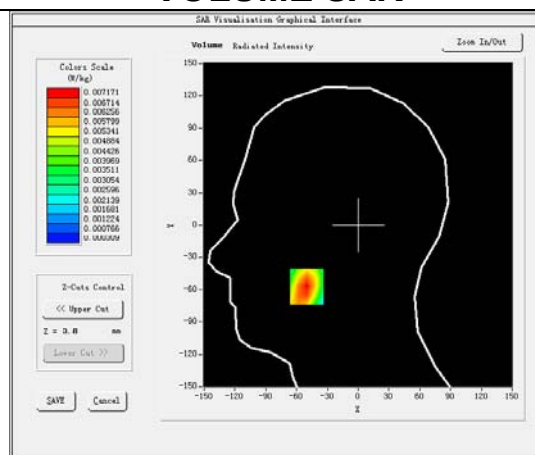 VOLUME SAR
SAR Visualisation Graphical Interface
Volume Radiated Intensity
Zoom In/Out
Colors Scale
(W/kg)
0.007171
0.006714
0.006256
0.005799
0.005341
0.004884
0.004426
0.003969
0.003511
0.003054
0.002596
0.002139
0.001681
0.001224
0.000766
0.000309
150
120
90
60
30
0
-30
-60
-90
-120
-150
Y
-150 -120 -90 -60 -30 0 30 60 90 120 150
X
Z-Cuts Control
<< Upper Cut
Z = 3.0 mm
Lower Cut >>
SAVE Cancel